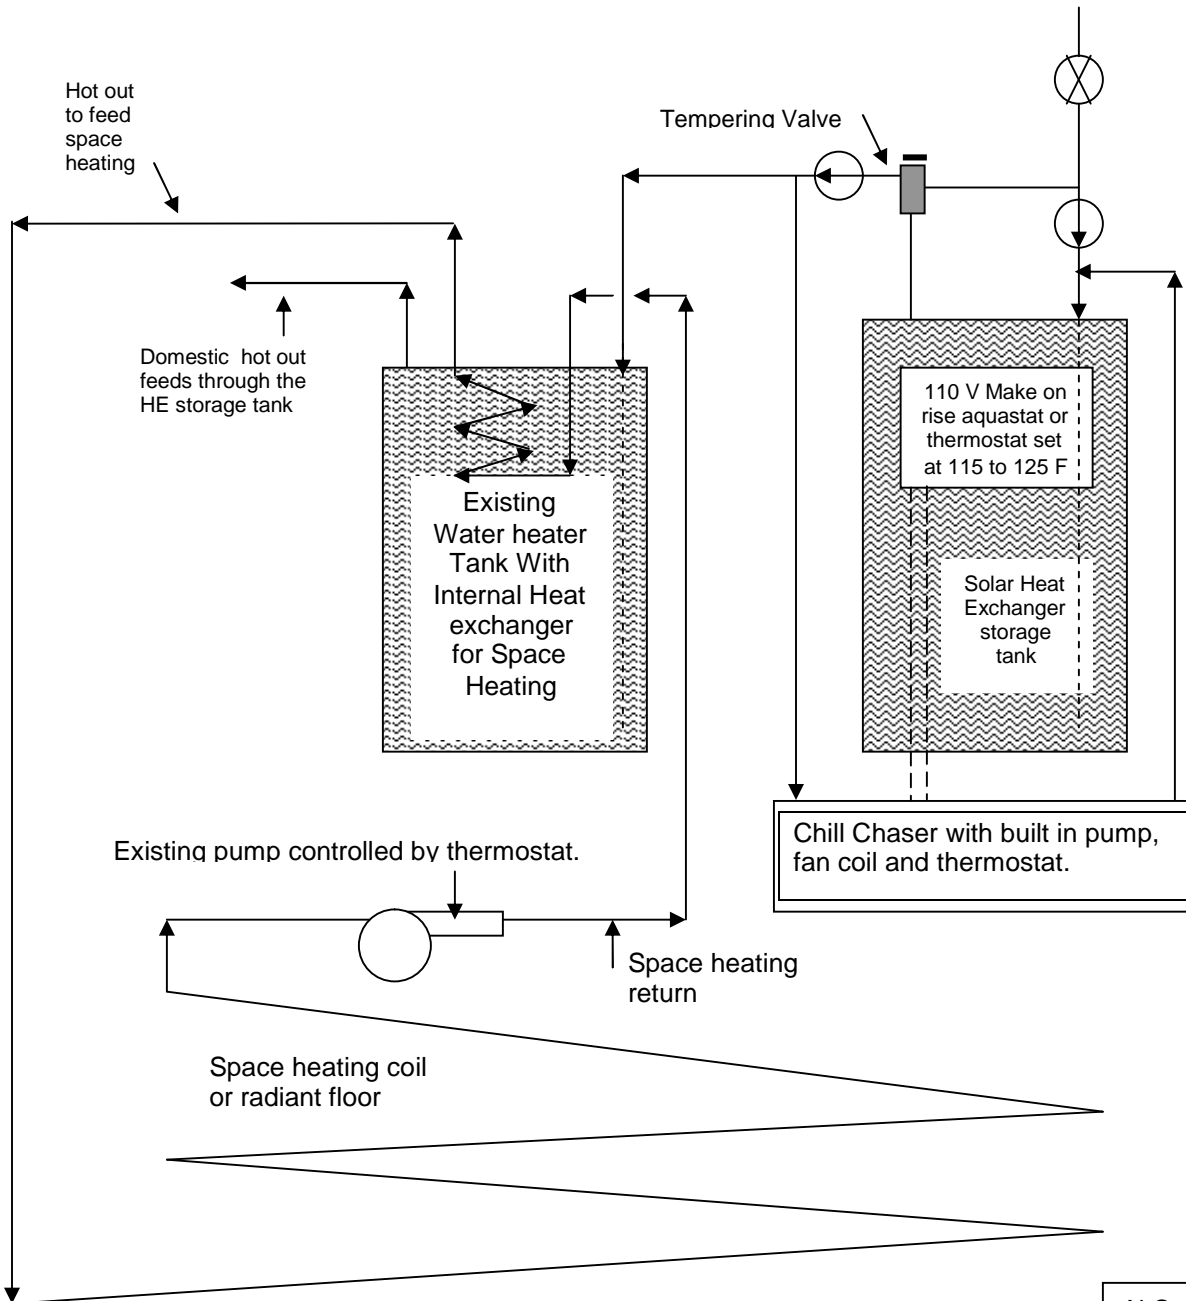 Hot out
to feed
space
heating
Tempering Valve
Domestic hot out
feeds through the
HE storage tank
110 V Make on
rise aquastat or
thermostat set
at 115 to 125 F
Existing
Water heater
Tank With
Internal Heat
exchanger
for Space
Heating
Solar Heat
Exchanger
storage
tank
Chill Chaser with built in pump,
fan coil and thermostat.
Existing pump controlled by thermostat.
Space heating
return
Space heating coil
or radiant floor